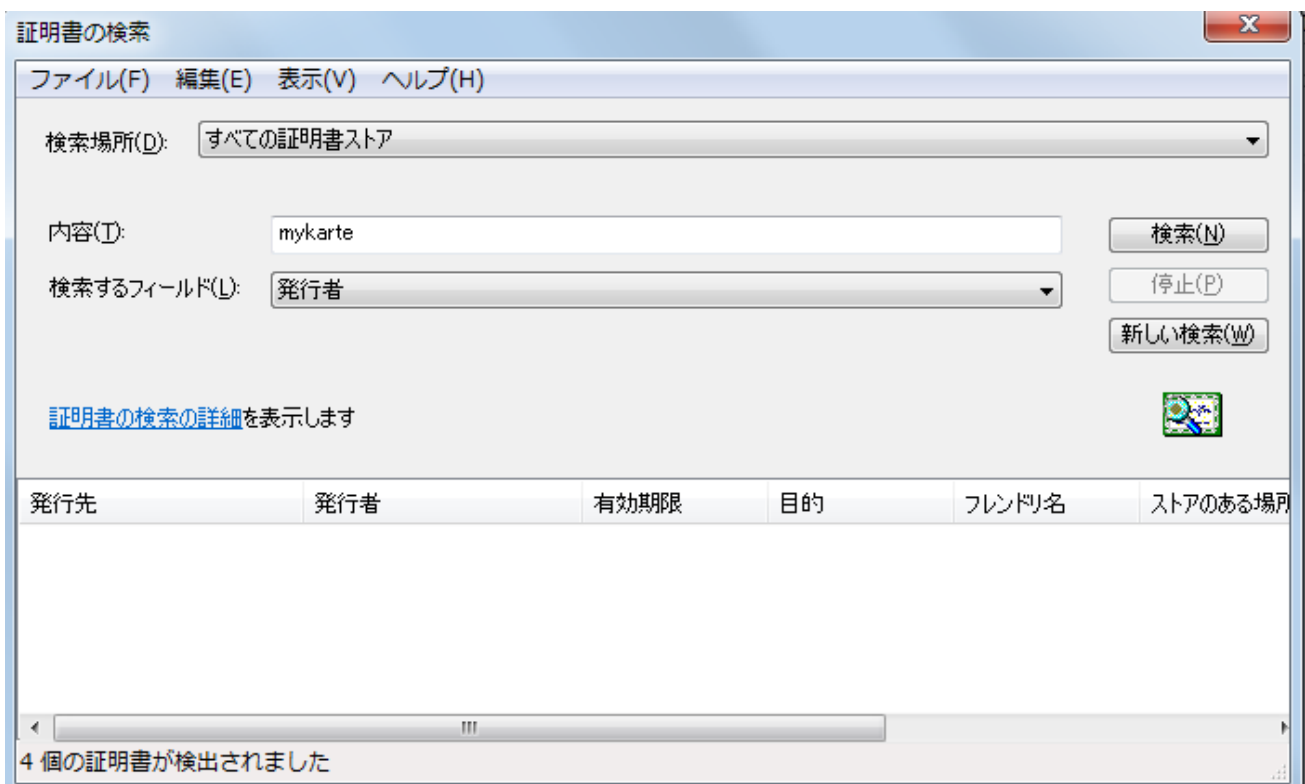 証明書の検索
ファイル(F) 編集(E) 表示(V) ヘルプ(H)
検索場所(D): すべての証明書ストア
内容(T): mykarte 検索(N)
検索するフィールド(L): 発行者 停止(P)
新しい検索(W)
証明書の検索の詳細を表示します
発行先 発行者 有効期限 目的 フレンドリ名 ストアのある場所
4 個の証明書が検出されました